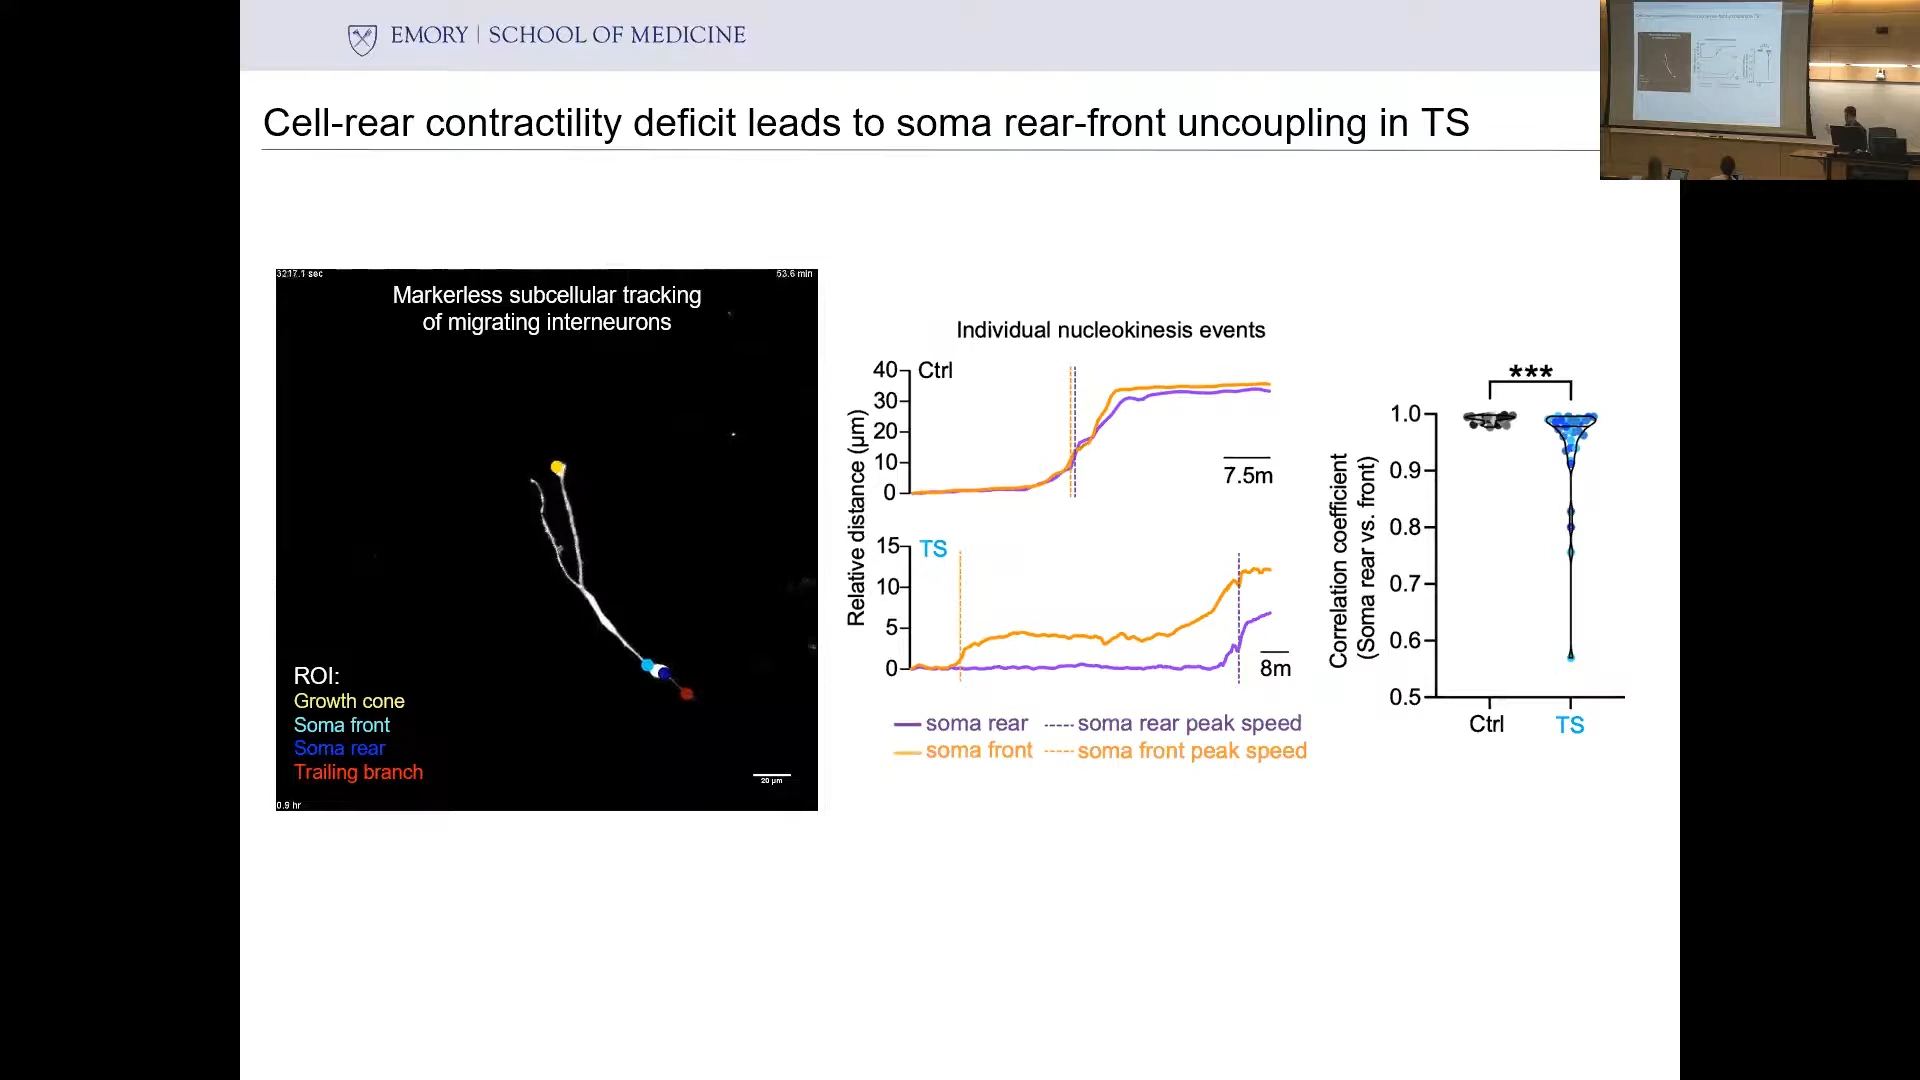 EMORY | SCHOOL OF MEDICINE
Cell-rear contractility deficit leads to soma rear-front uncoupling in TS
3217.1 sec
53.6 min
Markerless subcellular tracking
of migrating interneurons
ROI:
Growth cone
Soma front
Soma rear
Trailing branch
20 µm
0.9 hr
Individual nucleokinesis events
Relative distance (µm)
40
30
20
10
0
Ctrl
7.5m
15
10
5
0
TS
8m
soma rear
soma rear peak speed
soma front
soma front peak speed
***
Correlation coefficient
(Soma rear vs. front)
1.0
0.9
0.8
0.7
0.6
0.5
Ctrl
TS